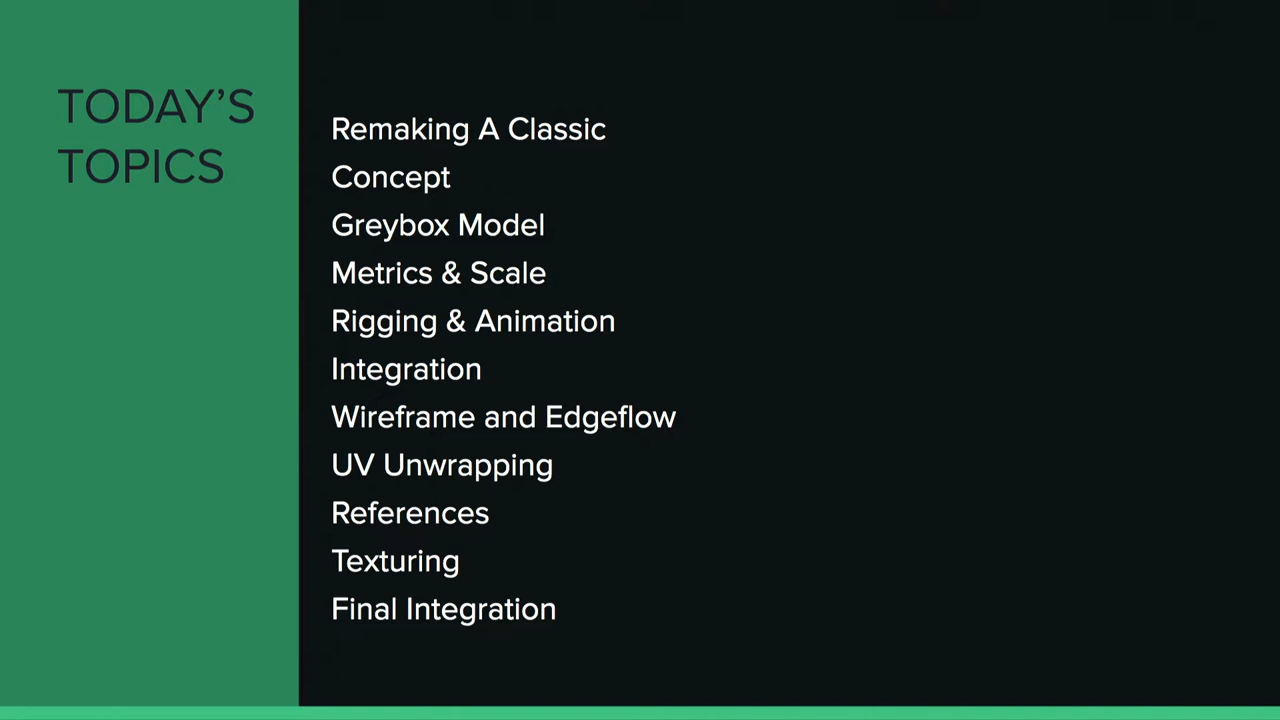 TODAY'S
TOPICS
Remaking A Classic
Concept
Greybox Model
Metrics & Scale
Rigging & Animation
Integration
Wireframe and Edgeflow
UV Unwrapping
References
Texturing
Final Integration